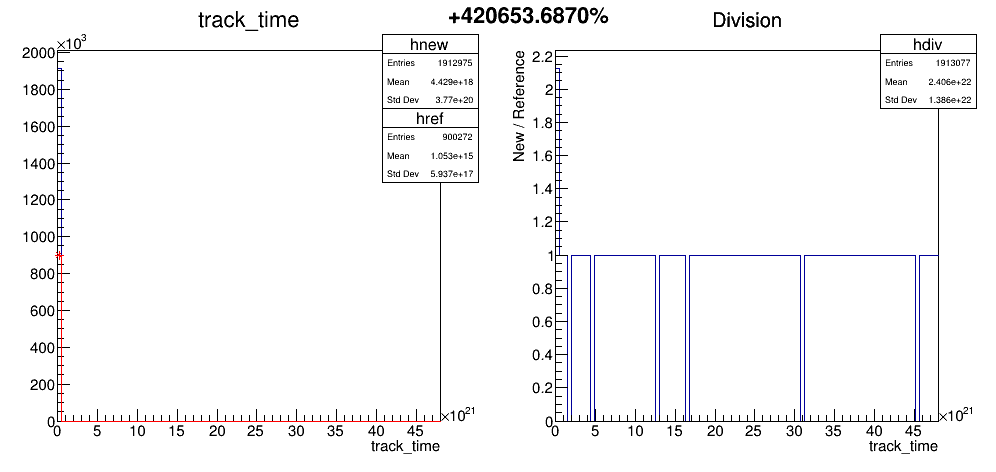 +420653.6870%
track_time
×10³
2000
1800
1600
1400
1200
1000
800
600
400
200
0
0 5 10 15 20 25 30 35 40 45
×10²¹
track_time
hnew
Entries 1912975
Mean 4.429e+18
Std Dev 3.77e+20
href
Entries 900272
Mean 1.053e+15
Std Dev 5.937e+17
Division
New / Reference
2.2
2
1.8
1.6
1.4
1.2
1
0.8
0.6
0.4
0.2
0
0 5 10 15 20 25 30 35 40 45
×10²¹
track_time
hdiv
Entries 1913077
Mean 2.406e+22
Std Dev 1.386e+22